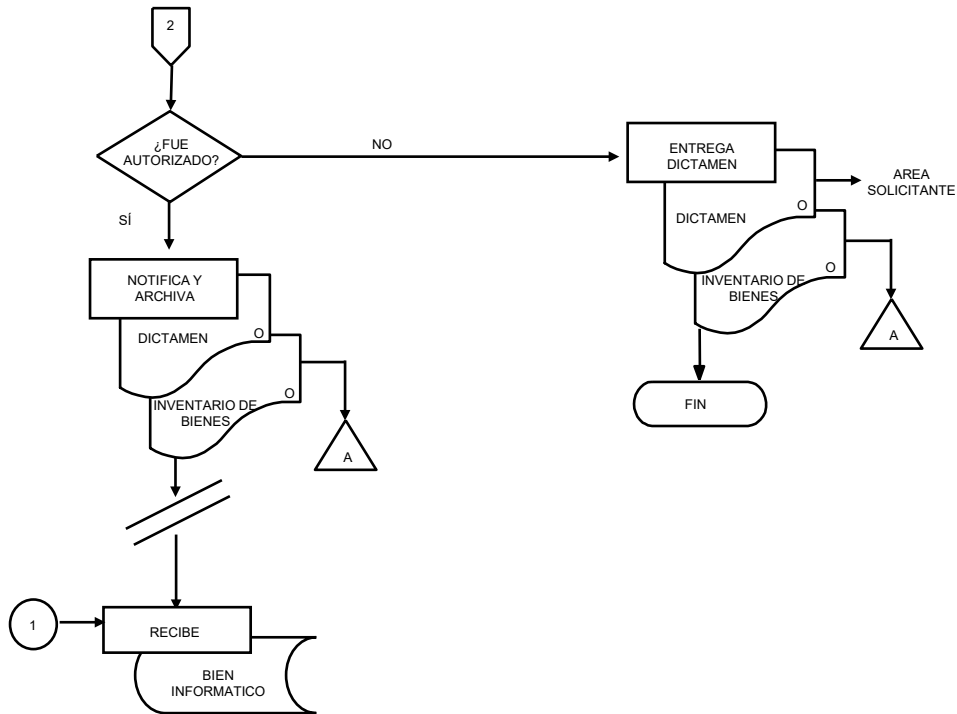 2
¿FUE
AUTORIZADO?
NO
SÍ
ENTREGA
DICTAMEN
AREA
SOLICITANTE
DICTAMEN
O
INVENTARIO DE
BIENES
O
A
FIN
NOTIFICA Y
ARCHIVA
DICTAMEN
O
INVENTARIO DE
BIENES
O
A
1
RECIBE
BIEN
INFORMATICO